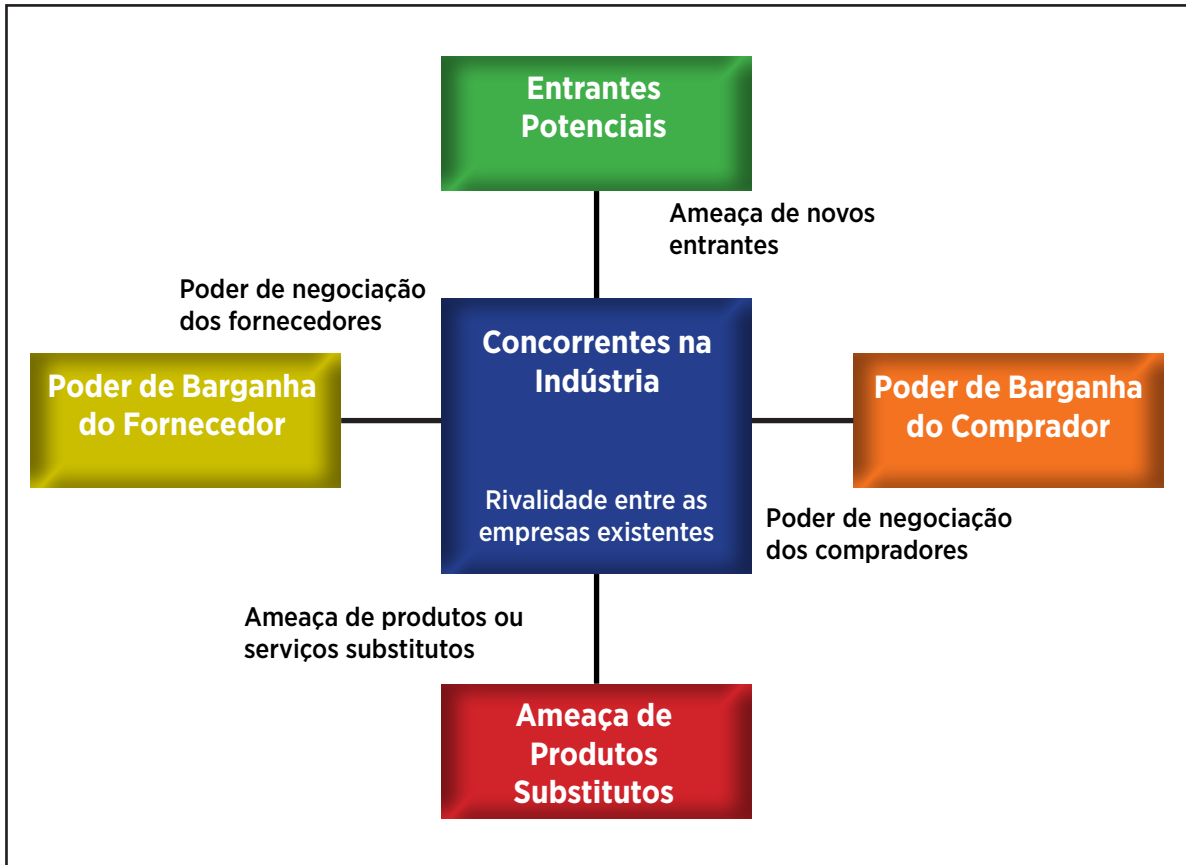 Entrantes
Potenciais
Ameaça de novos
entrantes
Poder de negociação
dos fornecedores
Poder de Barganha
do Fornecedor
Concorrentes na
Indústria
Rivalidade entre as
empresas existentes
Poder de Barganha
do Comprador
Poder de negociação
dos compradores
Ameaça de produtos ou
serviços substitutos
Ameaça de
Produtos
Substitutos